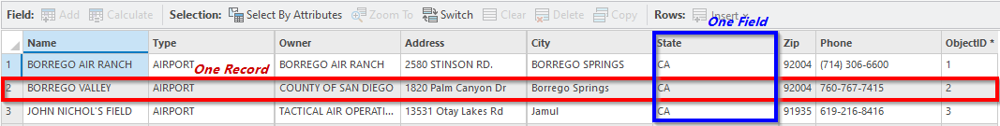 Field: Add Calculate Selection: Select By Attributes Zoom To Switch Clear Delete Copy Rows: Insert
One Field
Name Type Owner Address City State Zip Phone ObjectID *
1 BORREGO AIR RANCH AIRPORT BORREGO AIR RANCH 2580 STINSON RD. BORREGO SPRINGS CA 92004 (714) 306-6600 1
One Record
2 BORREGO VALLEY AIRPORT COUNTY OF SAN DIEGO 1820 Palm Canyon Dr Borrego Springs CA 92004 760-767-7415 2
3 JOHN NICHOL'S FIELD AIRPORT TACTICAL AIR OPERATI... 13531 Otay Lakes Rd Jamul CA 91935 619-216-8416 3